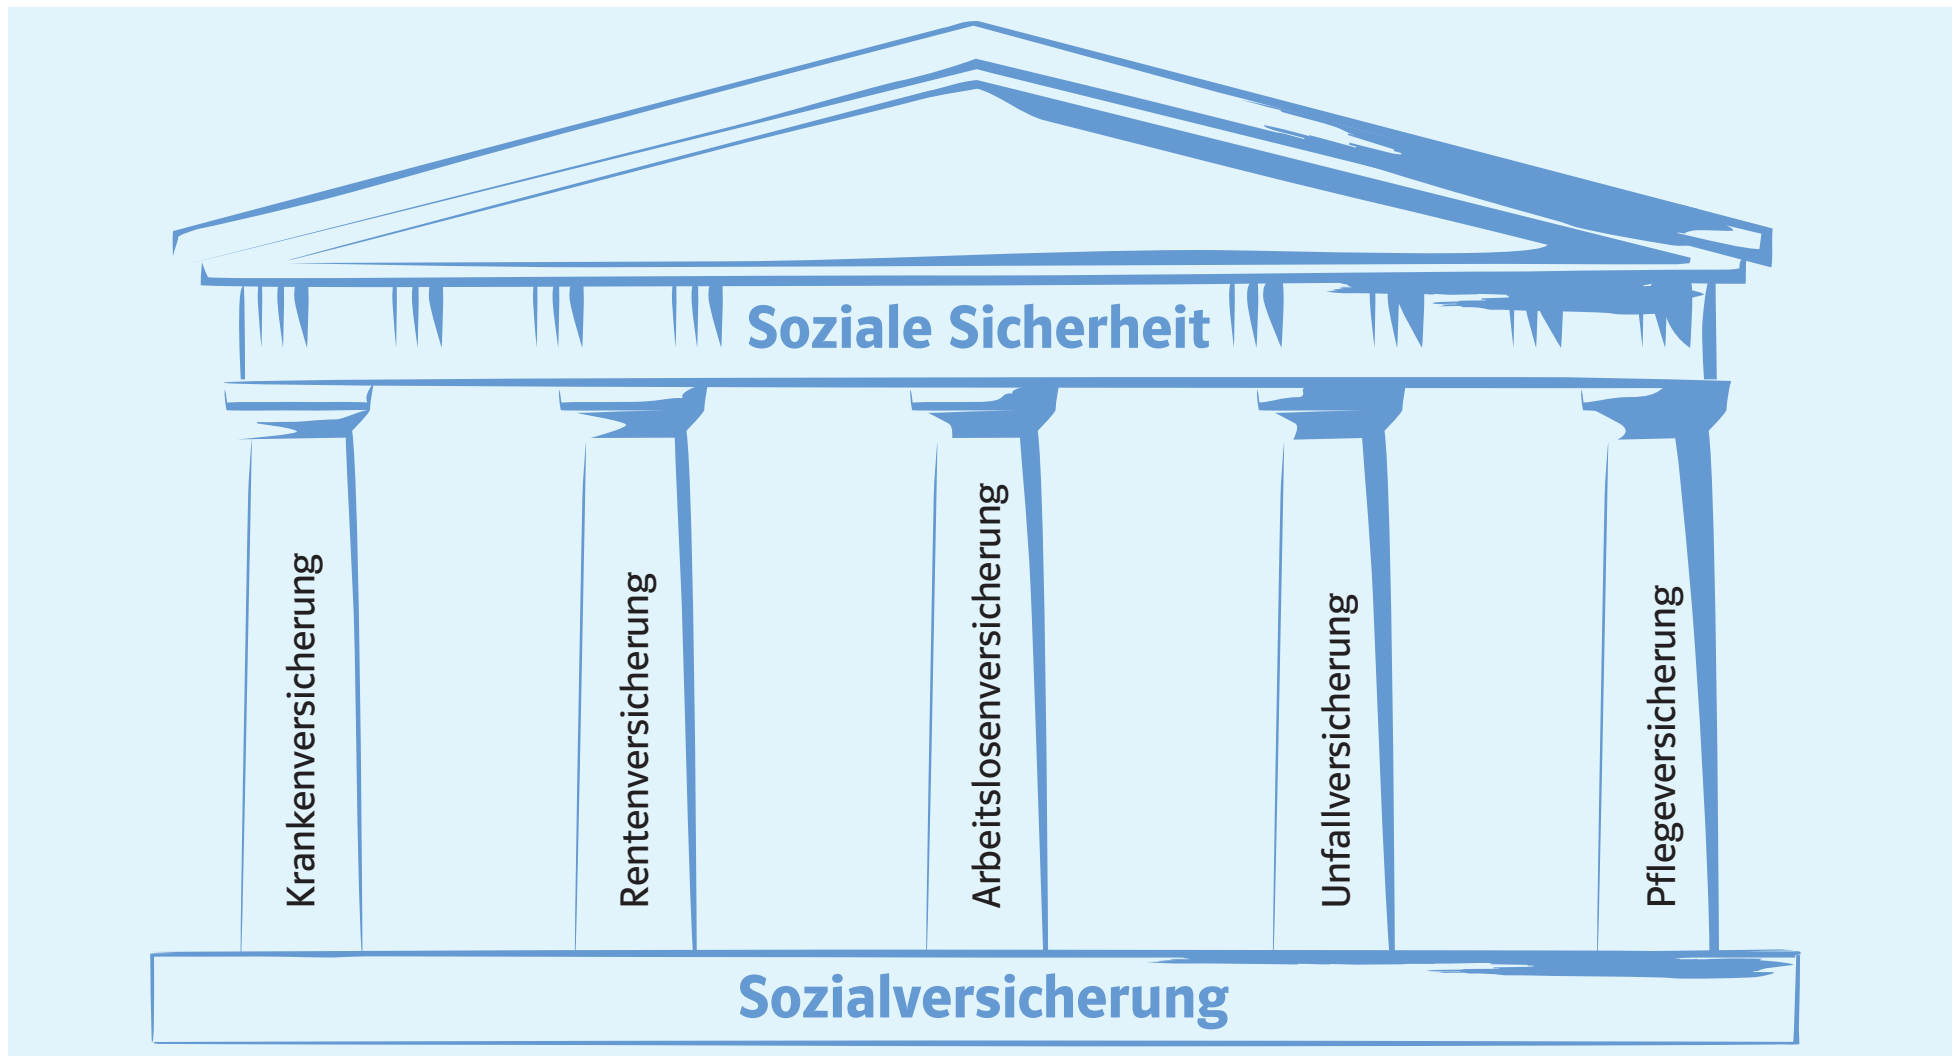 Soziale Sicherheit
Krankenversicherung
Rentenversicherung
Arbeitslosenversicherung
Unfallversicherung
Pflegeversicherung
Sozialversicherung